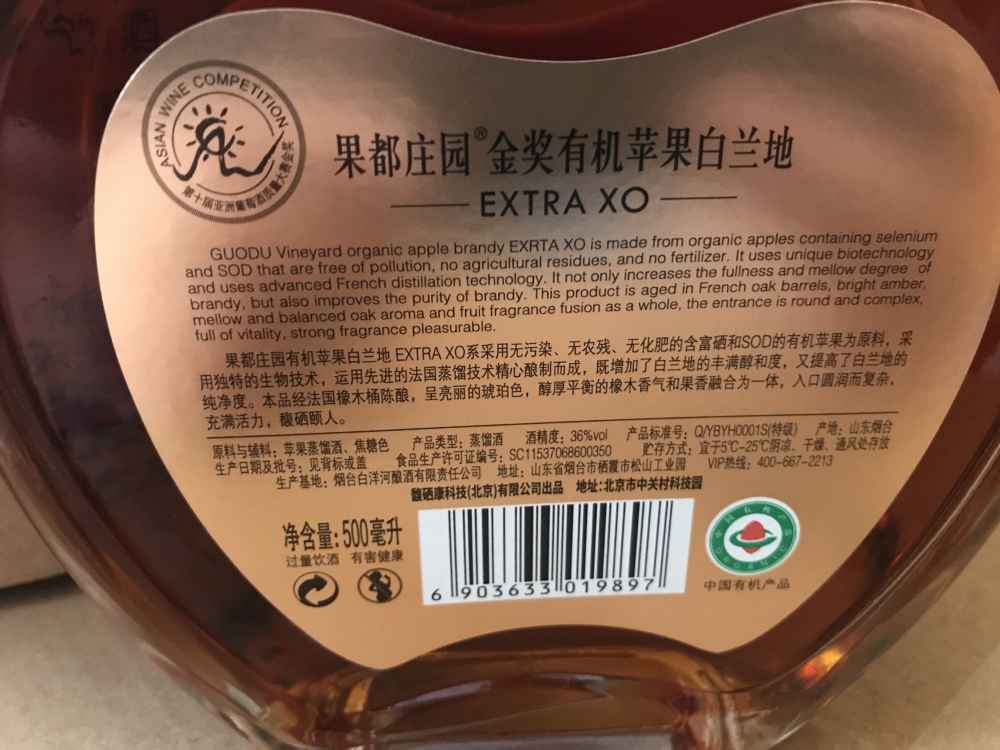 ASIAN WINE COMPETITION
第十届亚洲葡萄酒质量大赛金奖
果都庄园®金奖有机苹果白兰地
EXTRA XO
GUODU Vineyard organic apple brandy EXRTA XO is made from organic apples containing selenium
and SOD that are free of pollution, no agricultural residues, and no fertilizer. It uses unique biotechnology
and uses advanced French distillation technology. It not only increases the fullness and mellow degree of
brandy, but also improves the purity of brandy. This product is aged in French oak barrels, bright amber,
mellow and balanced oak aroma and fruit fragrance fusion as a whole, the entrance is round and complex,
full of vitality, strong fragrance pleasurable.
果都庄园有机苹果白兰地 EXTRA XO系采用无污染、无农残、无化肥的含富硒和SOD的有机苹果为原料，采
用独特的生物技术，运用先进的法国蒸馏技术精心酿制而成，既增加了白兰地的丰满醇和度，又提高了白兰地的
纯净度。本品经法国橡木桶陈酿，呈亮丽的琥珀色，醇厚平衡的橡木香气和果香融合为一体，入口圆润而复杂，
充满活力，馥硒颐人。
原料与辅料：苹果蒸馏酒、焦糖色 产品类型：蒸馏酒 酒精度：36%vol 产品标准号：Q/YBYH0001S(特级) 产地：山东烟台
生产日期及批号：见背标或盖 食品生产许可证编号：SC11537068600350 贮存方式：宜于5℃-25℃阴凉、干燥、通风处存放
生产基地：烟台白洋河酿酒有限责任公司 地址：山东省烟台市栖霞市松山工业园 VIP热线：400-667-2213
馥硒康科技(北京)有限公司出品 地址：北京市中关村科技园
净含量：500毫升
过量饮酒 有害健康
6 903633 019897
中国有机产品
ORGANIC
中国有机产品